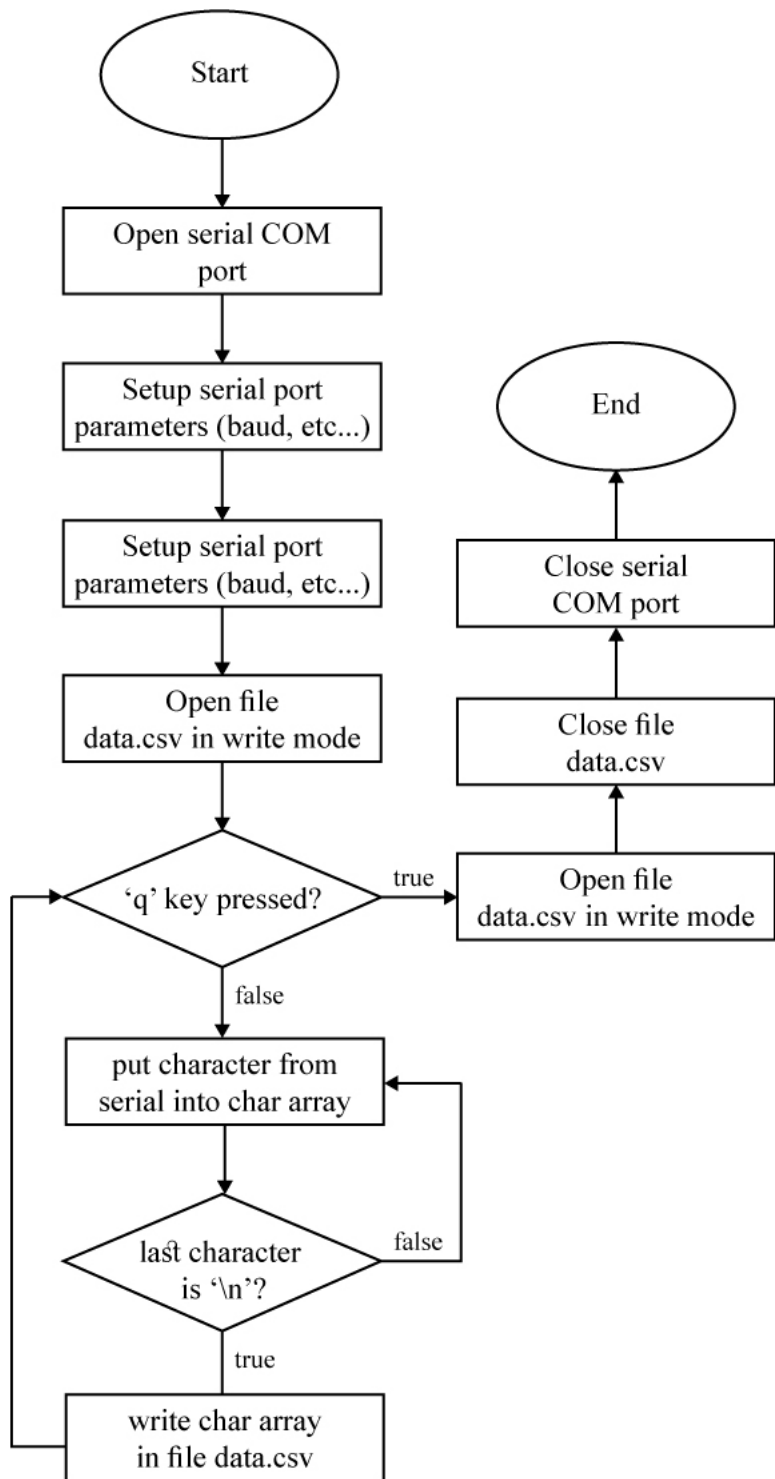 Start
Open serial COM
port
Setup serial port
parameters (baud, etc...)
Setup serial port
parameters (baud, etc...)
Open file
data.csv in write mode
‘q’ key pressed?
true
false
put character from
serial into char array
last character
is ‘\n’?
false
true
write char array
in file data.csv
Open file
data.csv in write mode
Close file
data.csv
Close serial
COM port
End